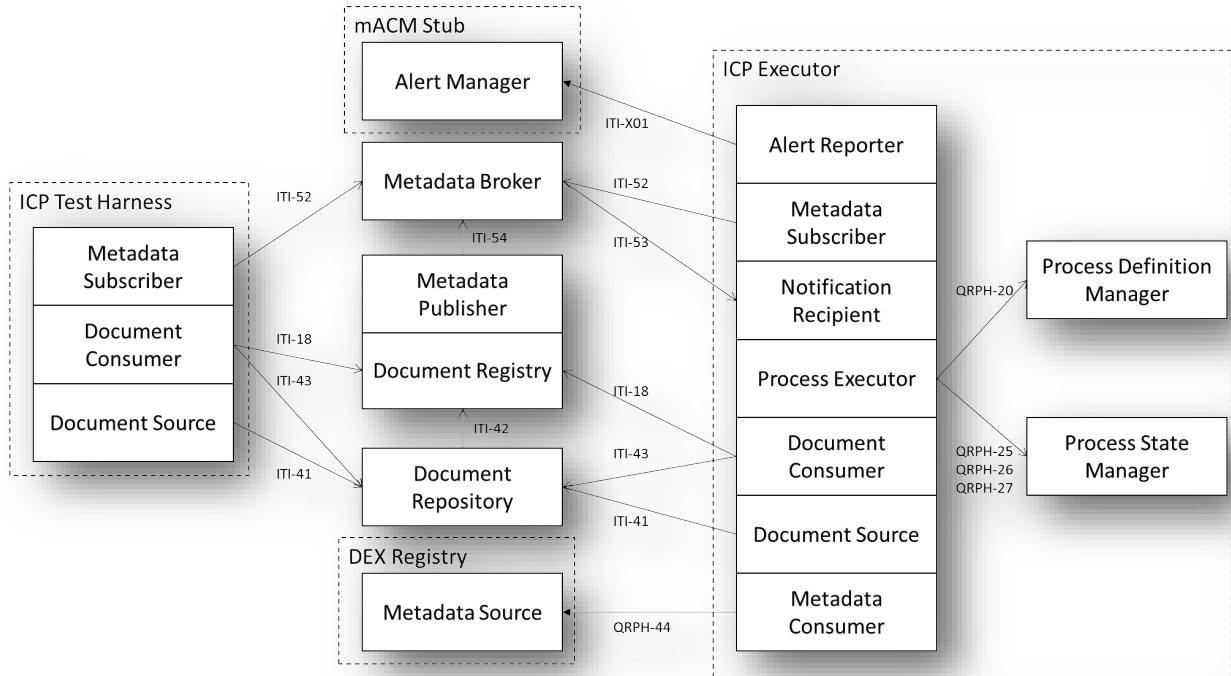 mACM Stub
Alert Manager
ITI-X01
ICP Executor
Alert Reporter
Metadata Broker
ITI-52
ITI-52
ITI-53
ITI-54
Metadata
Subscriber
Notification
Recipient
ICP Test Harness
Metadata
Subscriber
Document
Consumer
Document Source
ITI-18
ITI-43
ITI-41
Metadata
Publisher
Document Registry
ITI-42
Document
Repository
ITI-18
ITI-43
ITI-41
Process Executor
Document
Consumer
Document Source
Metadata
Consumer
QRPH-20
Process Definition
Manager
QRPH-25
QRPH-26
QRPH-27
Process State
Manager
DEX Registry
Metadata Source
QRPH-44